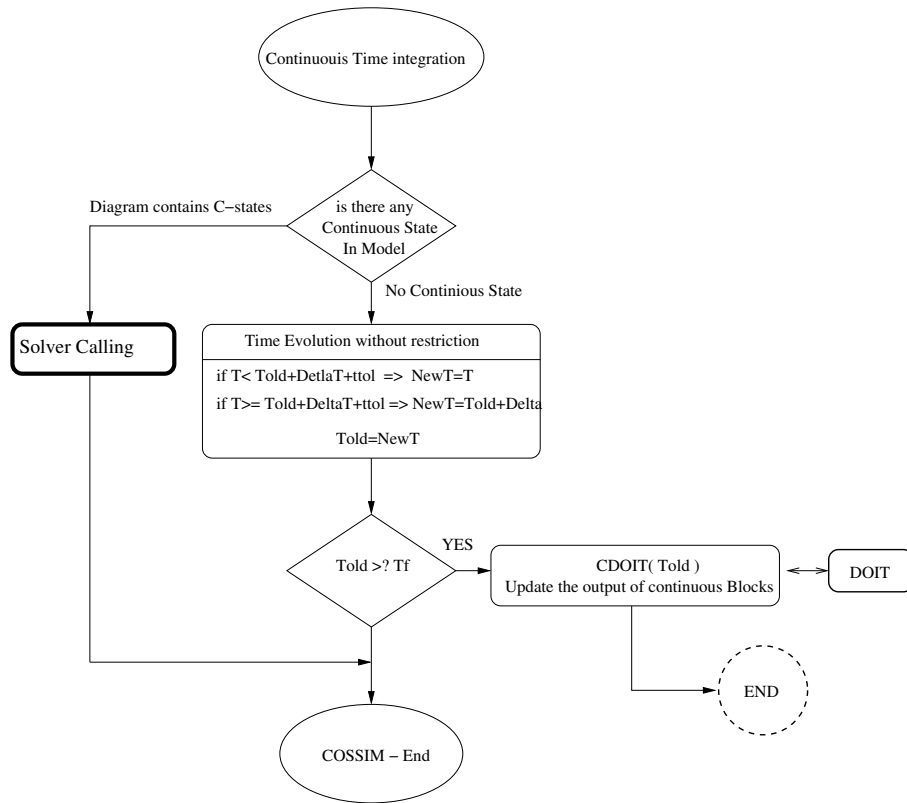 Continuouis Time integration
Diagram contains C−states
is there any
Continuous State
In Model
No Continious State
Solver Calling
Time Evolution without restriction
if T< Told+DetlaT+ttol => NewT=T
if T>= Told+DeltaT+ttol => NewT=Told+Delta
Told=NewT
Told >? Tf
YES
CDOIT( Told )
Update the output of continuous Blocks
DOIT
END
COSSIM − End